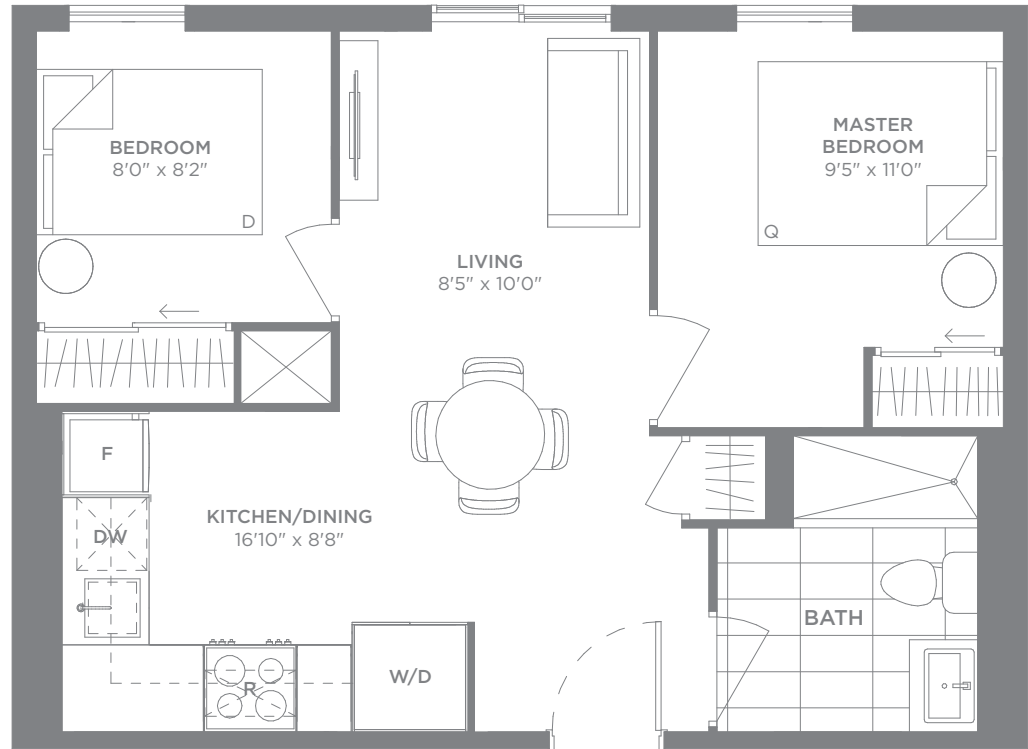 BEDROOM
8'0" x 8'2"
D
MASTER
BEDROOM
9'5" x 11'0"
Q
LIVING
8'5" x 10'0"
F
DW
KITCHEN/DINING
16'10" x 8'8"
R
W/D
BATH